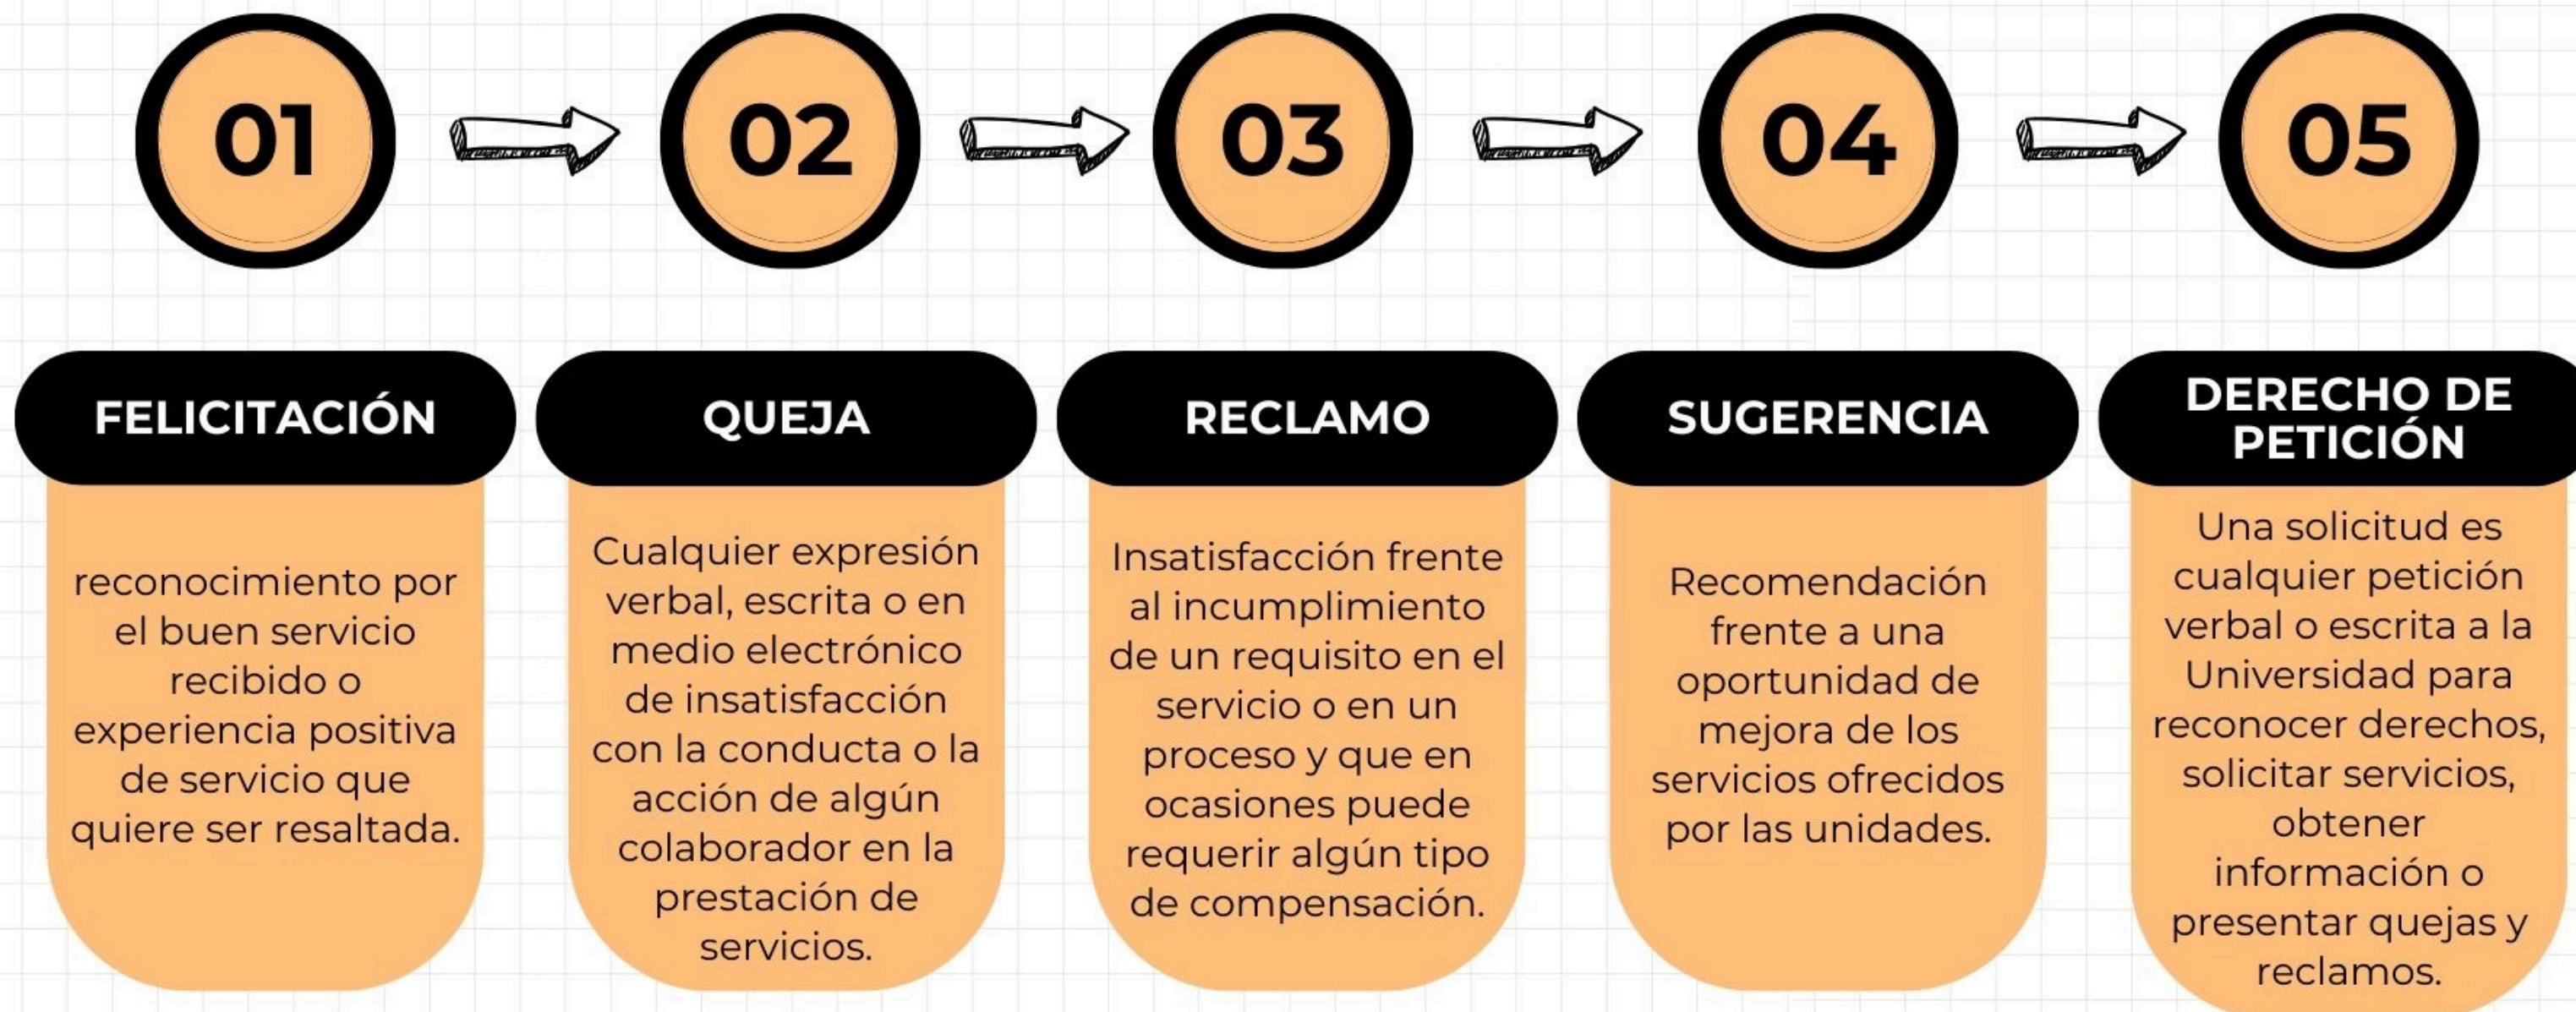 01
02
03
04
05
FELICITACIÓN
reconocimiento por
el buen servicio
recibido o
experiencia positiva
de servicio que
quiere ser resaltada.
QUEJA
Cualquier expresión
verbal, escrita o en
medio electrónico
de insatisfacción
con la conducta o la
acción de algún
colaborador en la
prestación de
servicios.
RECLAMO
Insatisfacción frente
al incumplimiento
de un requisito en el
servicio o en un
proceso y que en
ocasiones puede
requerir algún tipo
de compensación.
SUGERENCIA
Recomendación
frente a una
oportunidad de
mejora de los
servicios ofrecidos
por las unidades.
DERECHO DE
PETICIÓN
Una solicitud es
cualquier petición
verbal o escrita a la
Universidad para
reconocer derechos,
solicitar servicios,
obtener
información o
presentar quejas y
reclamos.